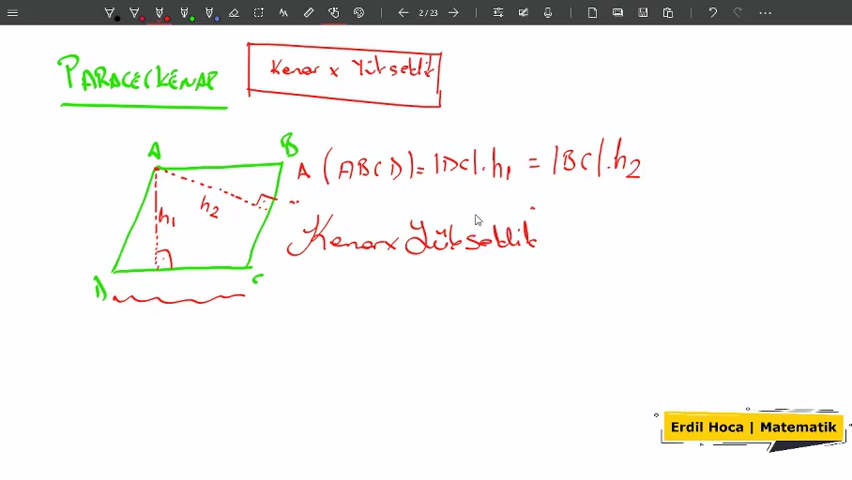 2 / 23
PARALELKENAR
Kenar x Yükseklik
A
B
A(ABCD) = |DC|.h₁ = |BC|.h₂
h₁
h₂
Kenar x Yükseklik
D
C
Erdil Hoca | Matematik